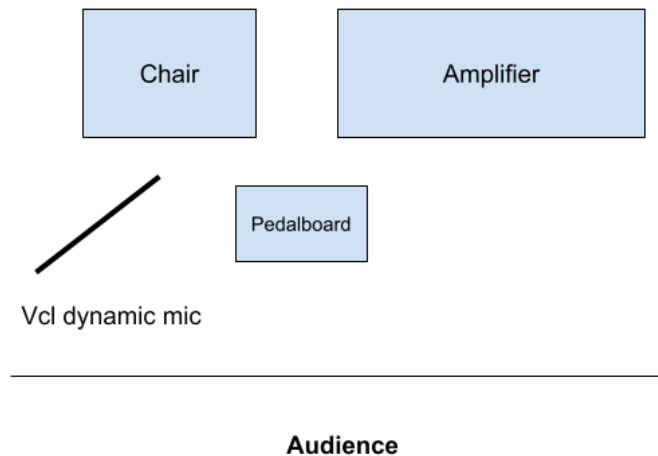 Chair
Amplifier
Pedalboard
Vcl dynamic mic
Audience